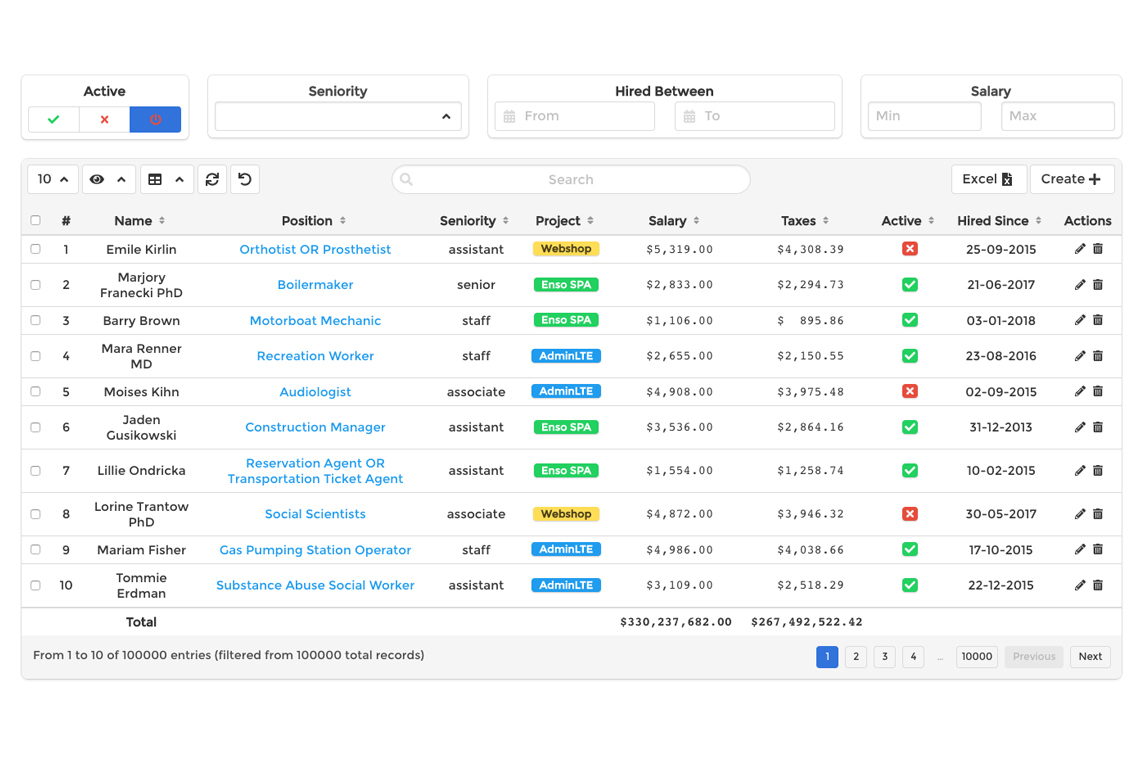 Active Seniority Hired Between Salary
From To Min Max
10 Search Excel Create
# Name Position Seniority Project Salary Taxes Active Hired Since Actions
1 Emile Kirlin Orthotist OR Prosthetist assistant Webshop $5,319.00 $4,308.39 25-09-2015
2 Marjory
Franecki PhD Boilermaker senior Enso SPA $2,833.00 $2,294.73 21-06-2017
3 Barry Brown Motorboat Mechanic staff Enso SPA $1,106.00 $ 895.86 03-01-2018
4 Mara Renner
MD Recreation Worker staff AdminLTE $2,655.00 $2,150.55 23-08-2016
5 Moises Kihn Audiologist associate AdminLTE $4,908.00 $3,975.48 02-09-2015
6 Jaden
Gusikowski Construction Manager assistant Enso SPA $3,536.00 $2,864.16 31-12-2013
7 Lillie Ondricka Reservation Agent OR
Transportation Ticket Agent assistant Enso SPA $1,554.00 $1,258.74 10-02-2015
8 Lorine Trantow
PhD Social Scientists associate Webshop $4,872.00 $3,946.32 30-05-2017
9 Mariam Fisher Gas Pumping Station Operator staff AdminLTE $4,986.00 $4,038.66 17-10-2015
10 Tommie
Erdman Substance Abuse Social Worker assistant AdminLTE $3,109.00 $2,518.29 22-12-2015
Total $330,237,682.00 $267,492,522.42
From 1 to 10 of 100000 entries (filtered from 100000 total records) 1 2 3 4 ... 10000 Previous Next